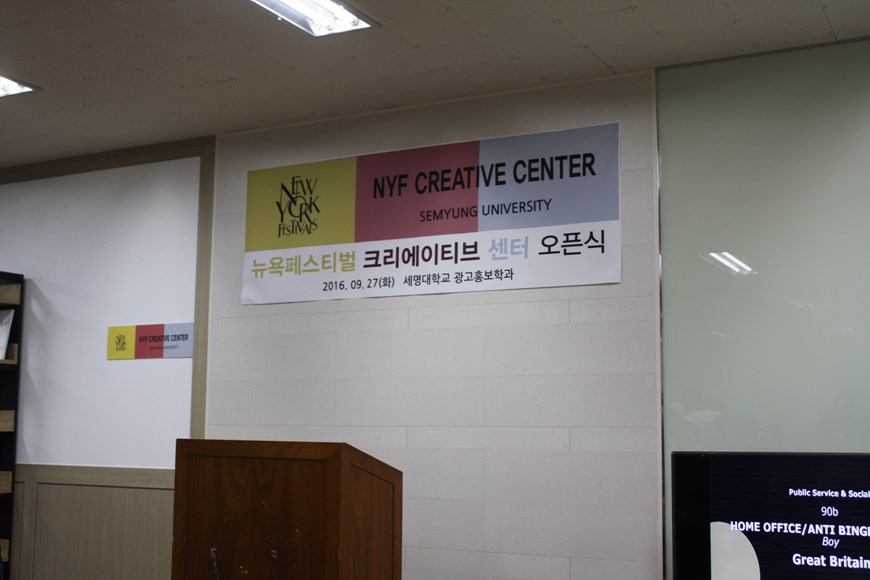 NEW
YORK
FESTIVALS
NYF CREATIVE CENTER
SEMYUNG UNIVERSITY
뉴욕페스티벌 크리에이티브 센터 오픈식
2016. 09. 27(화) 세명대학교 광고홍보학과
NYF CREATIVE CENTER
Public Service & Social
90b
HOME OFFICE/ANTI BING
Boy
Great Britain